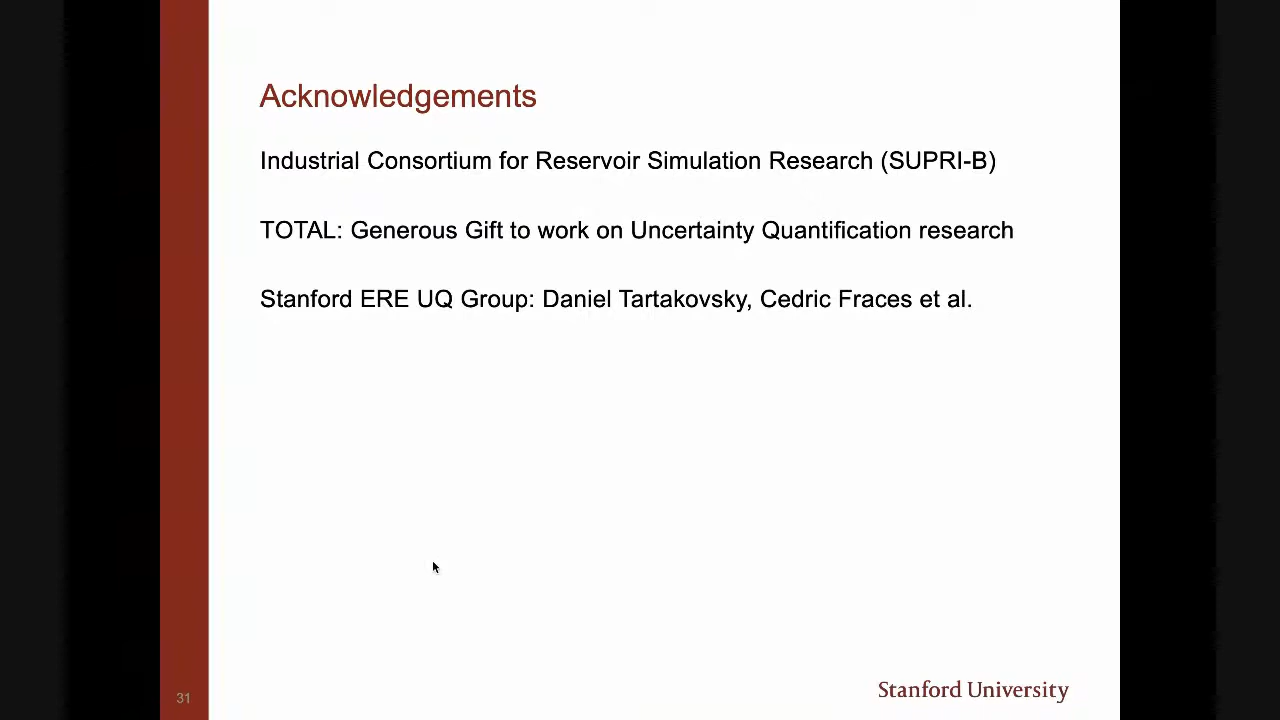 Acknowledgements
Industrial Consortium for Reservoir Simulation Research (SUPRI-B)
TOTAL: Generous Gift to work on Uncertainty Quantification research
Stanford ERE UQ Group: Daniel Tartakovsky, Cedric Fraces et al.
31
Stanford University